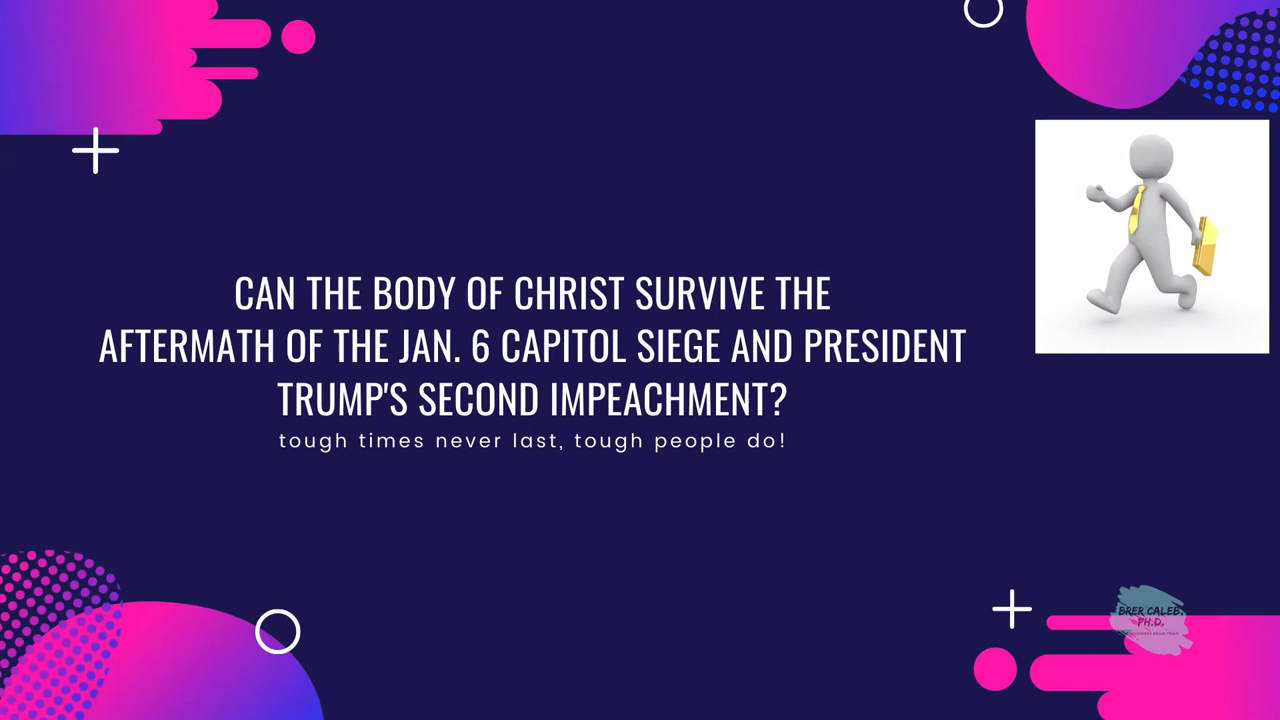 CAN THE BODY OF CHRIST SURVIVE THE
AFTERMATH OF THE JAN. 6 CAPITOL SIEGE AND PRESIDENT
TRUMP'S SECOND IMPEACHMENT?
tough times never last, tough people do!
BRER CALEB,
PH.D.